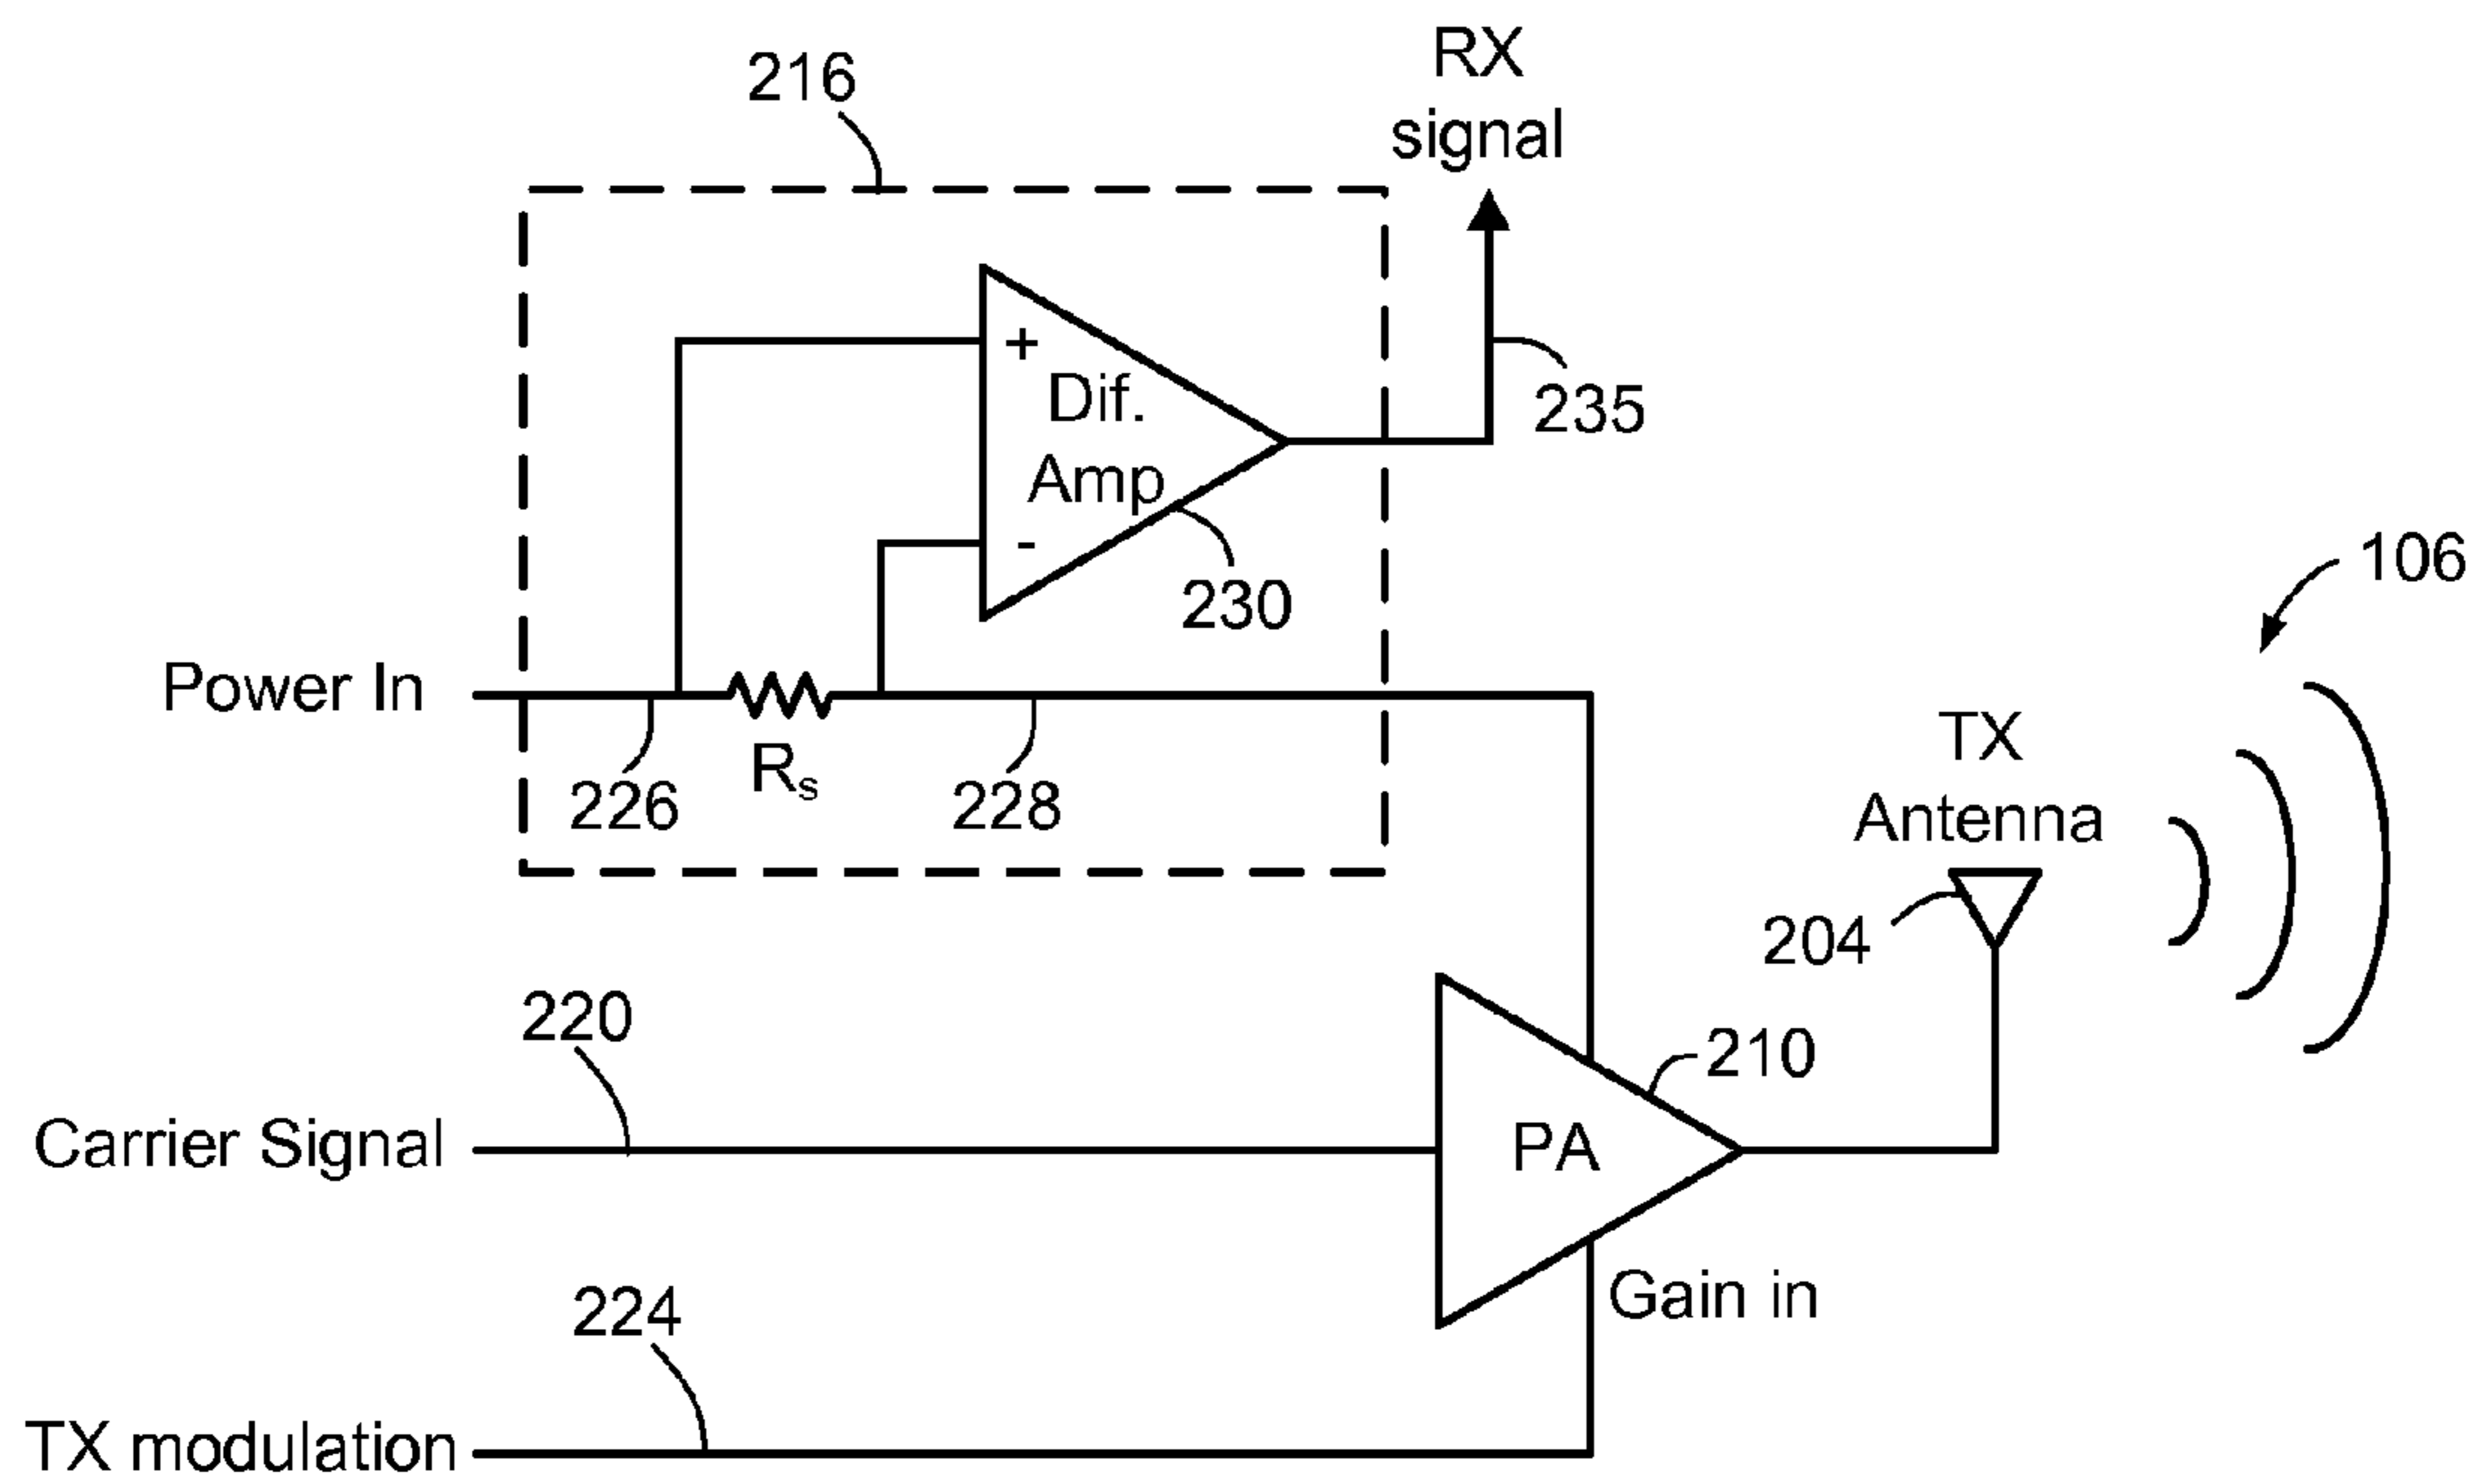 RX
signal
216
+
Dif.
Amp
-
230
235
106
Power In
226
Rs
228
TX
Antenna
204
220
210
Carrier Signal
PA
224
Gain in
TX modulation